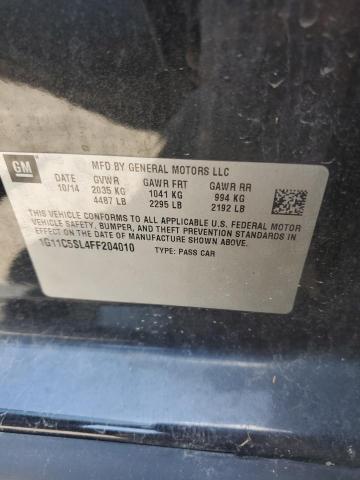 GM
MFD BY GENERAL MOTORS LLC
DATE GVWR GAWR FRT GAWR RR
10/14 2035 KG 1041 KG 994 KG
4487 LB 2295 LB 2192 LB
THIS VEHICLE CONFORMS TO ALL APPLICABLE U.S. FEDERAL MOTOR
VEHICLE SAFETY, BUMPER, AND THEFT PREVENTION STANDARDS IN
EFFECT ON THE DATE OF MANUFACTURE SHOWN ABOVE.
1G11C5SL4FF204010 TYPE: PASS CAR